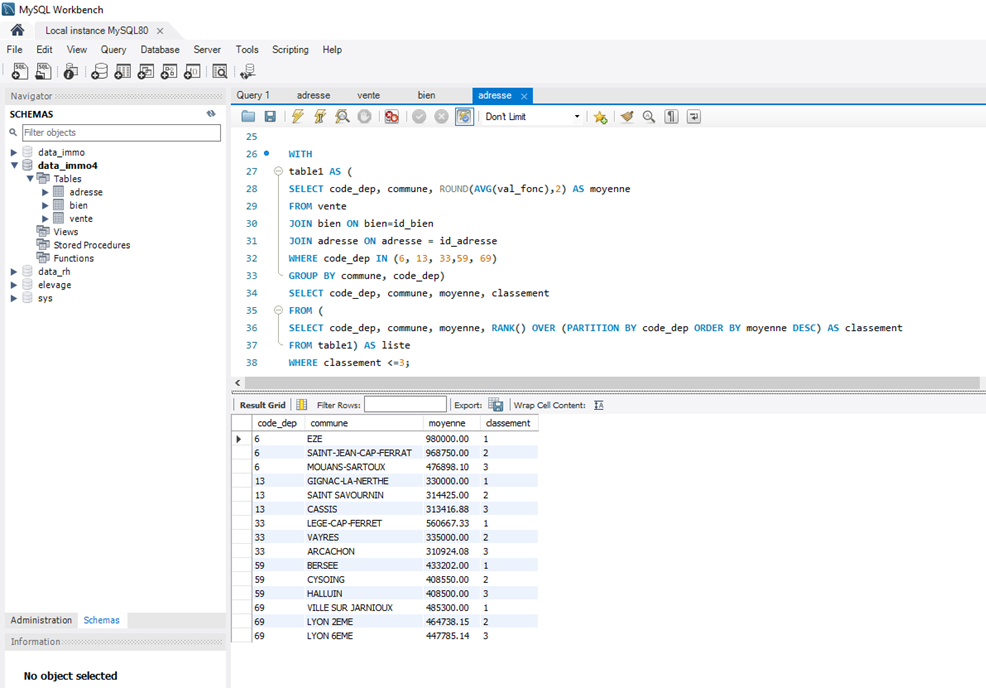 MySQL Workbench
Local instance MySQL80
File Edit View Query Database Server Tools Scripting Help
Navigator
SCHEMAS
Filter objects
data_immo
data_immo4
Tables
adresse
bien
vente
Views
Stored Procedures
Functions
data_rh
elevage
sys
Administration Schemas
Information
No object selected
Query 1 adresse vente bien adresse
Don't Limit
25
26 WITH
27 table1 AS (
28 SELECT code_dep, commune, ROUND(AVG(val_fonc),2) AS moyenne
29 FROM vente
30 JOIN bien ON bien=id_bien
31 JOIN adresse ON adresse = id_adresse
32 WHERE code_dep IN (6, 13, 33,59, 69)
33 GROUP BY commune, code_dep)
34 SELECT code_dep, commune, moyenne, classement
35 FROM (
36 SELECT code_dep, commune, moyenne, RANK() OVER (PARTITION BY code_dep ORDER BY moyenne DESC) AS classement
37 FROM table1) AS liste
38 WHERE classement <=3;
Result Grid Filter Rows: Export: Wrap Cell Content:
code_dep commune moyenne classement
6 EZE 980000.00 1
6 SAINT-JEAN-CAP-FERRAT 968750.00 2
6 MOUANS-SARTOUX 476898.10 3
13 GIGNAC-LA-NERTHE 330000.00 1
13 SAINT SAVOURNIN 314425.00 2
13 CASSIS 313416.88 3
33 LEGE-CAP-FERRET 560667.33 1
33 VAYRES 335000.00 2
33 ARCACHON 310924.08 3
59 BERSEE 433202.00 1
59 CYSOING 408550.00 2
59 HALLUIN 408500.00 3
69 VILLE SUR JARNIOUX 485300.00 1
69 LYON 2EME 464738.15 2
69 LYON 6EME 447785.14 3